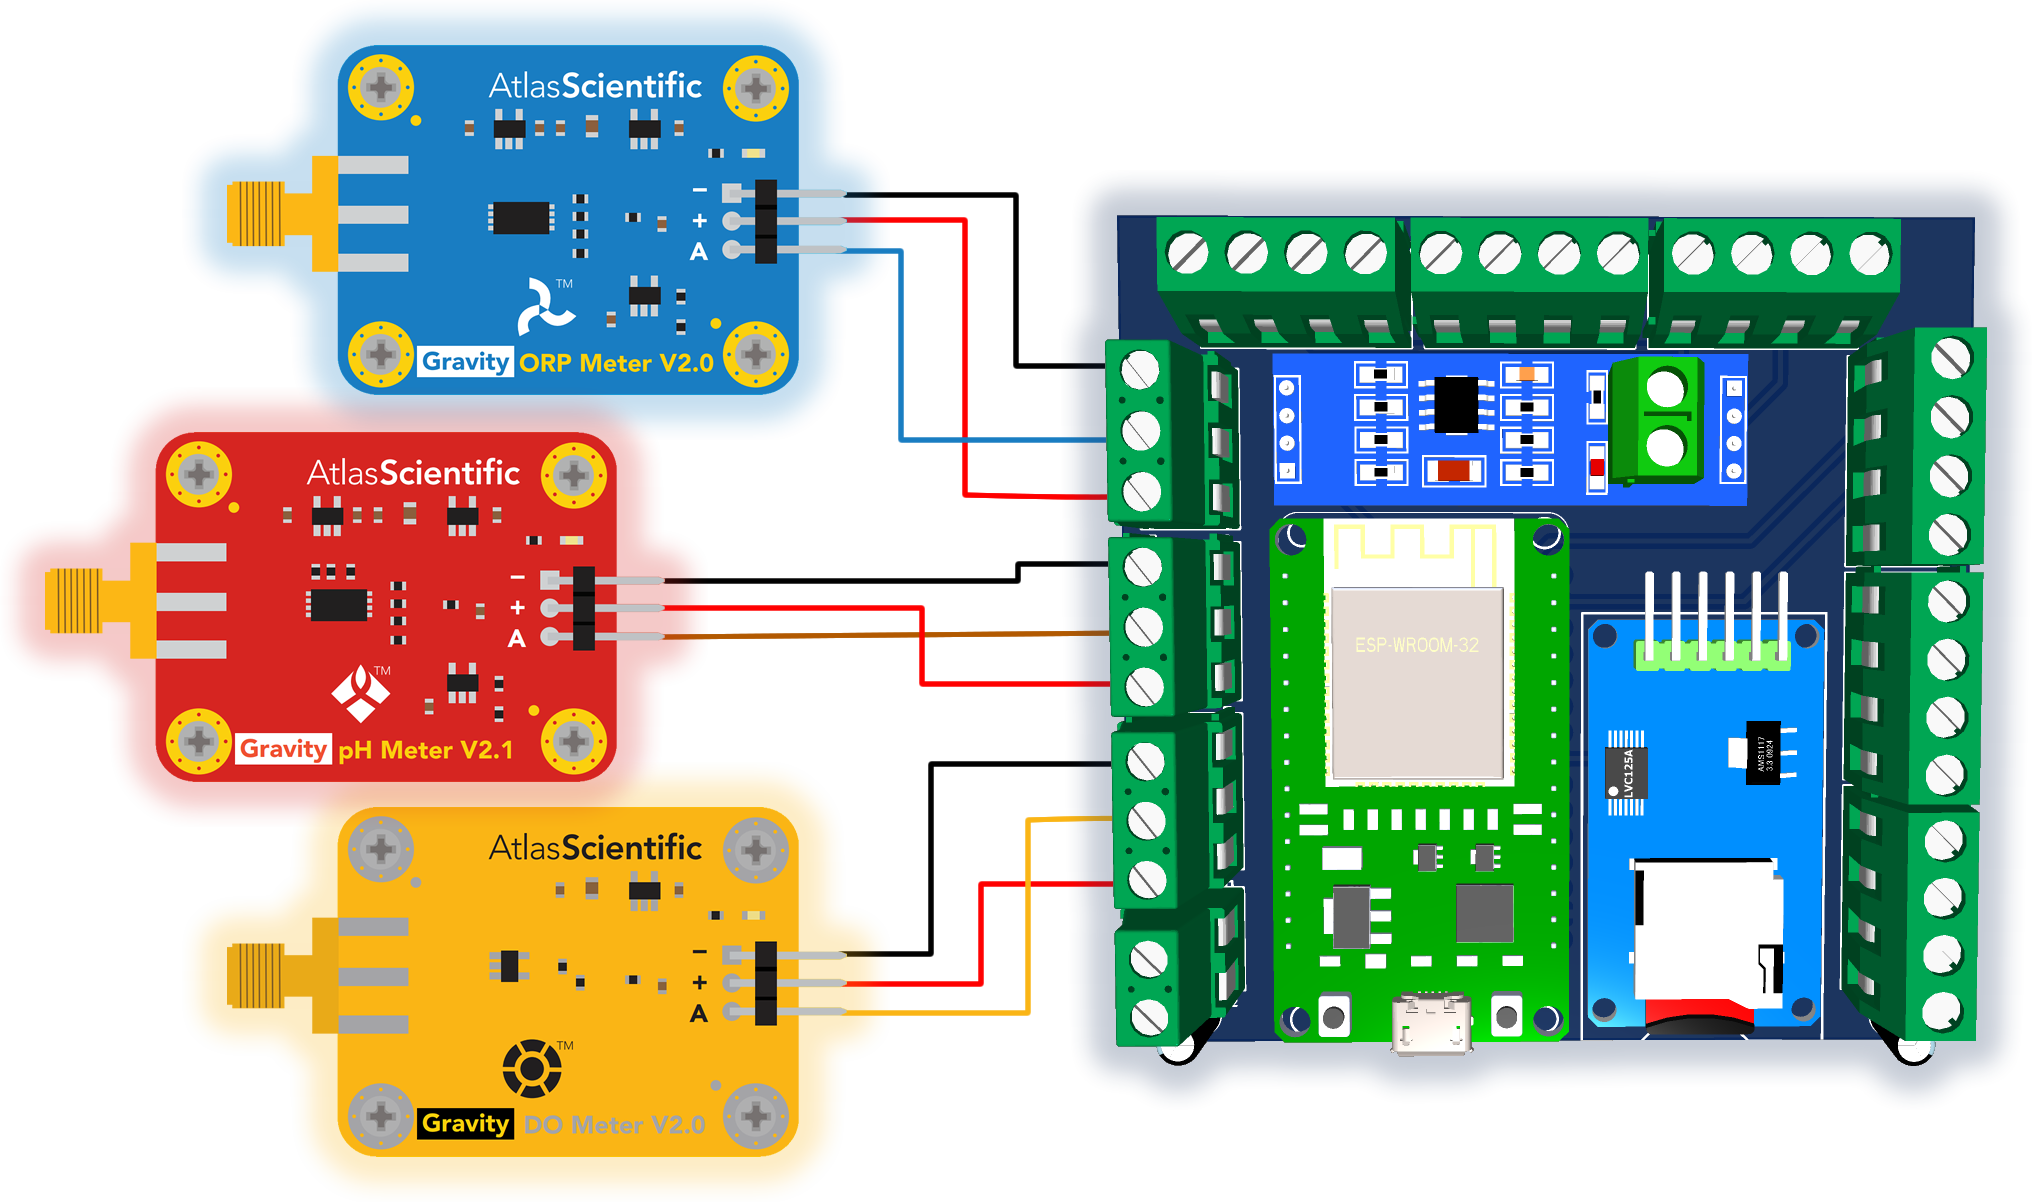 AtlasScientific
−
+
A
TM
Gravity ORP Meter V2.0
AtlasScientific
−
+
A
TM
Gravity pH Meter V2.1
AtlasScientific
−
+
A
TM
Gravity DO Meter V2.0
ESP-WROOM-32
LVC125A
AMS1117
3.3 0924